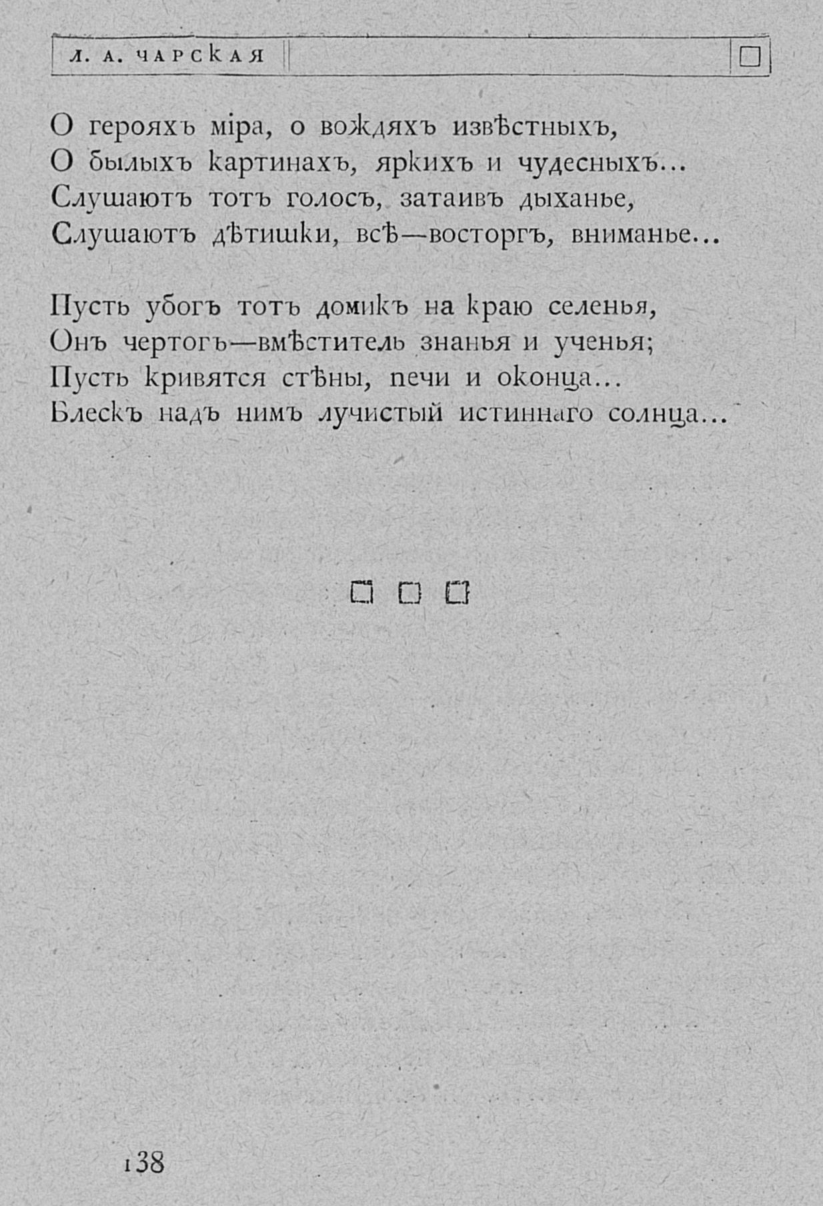 Л. А. ЧАРСКАЯ
О герояхъ міра, о вождяхъ извѣстныхъ,
О былыхъ картинахъ, яркихъ и чудесныхъ...
Слушаютъ тотъ голосъ, затаивъ дыханье,
Слушаютъ дѣтишки, всѣ—восторгъ, вниманье...
Пусть убогъ тотъ домикъ на краю селенья,
Онъ чертогъ—вмѣститель знанья и ученья;
Пусть кривятся стѣны, печи и оконца...
Блескъ надъ нимъ лучистый истиннаго солнца...
138